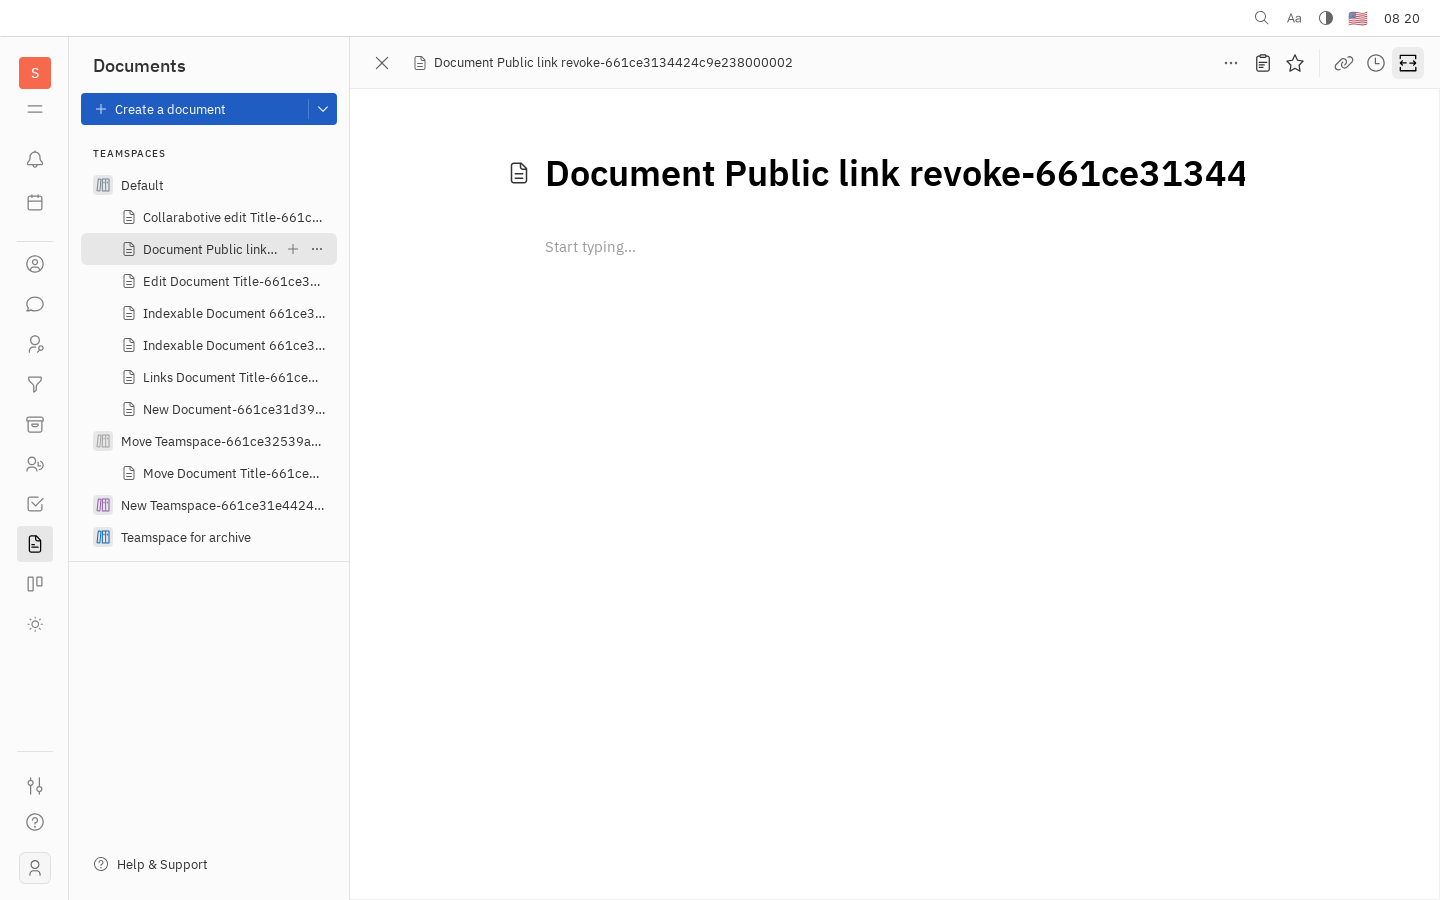 Aa
08 20
S
Documents
Document Public link revoke-661ce3134424c9e238000002
Create a document
TEAMSPACES
Default
Collarabotive edit Title-661c...
Document Public link...
Edit Document Title-661ce3...
Indexable Document 661ce3...
Indexable Document 661ce3...
Links Document Title-661ce...
New Document-661ce31d39...
Move Teamspace-661ce32539a...
Move Document Title-661ce...
New Teamspace-661ce31e4424...
Teamspace for archive
Document Public link revoke-661ce31344
Start typing...
Help & Support